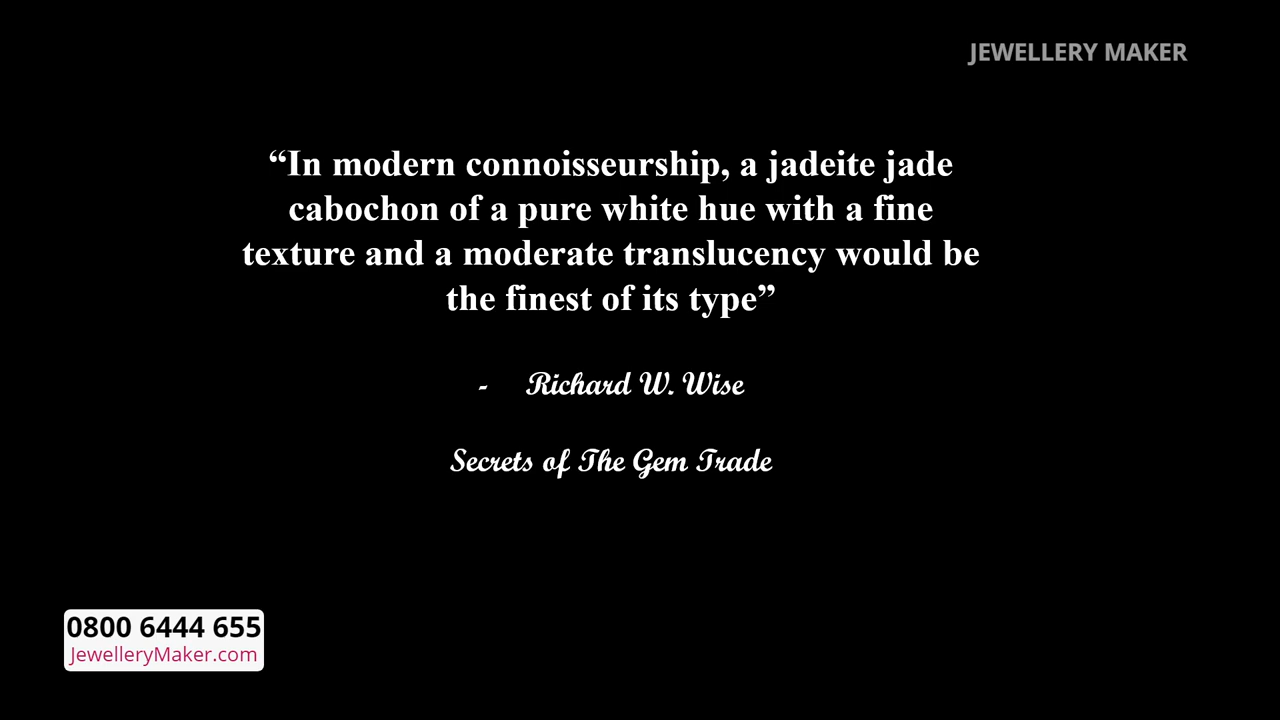 JEWELLERY MAKER
“In modern connoisseurship, a jadeite jade
cabochon of a pure white hue with a fine
texture and a moderate translucency would be
the finest of its type”
- Richard W. Wise
Secrets of The Gem Trade
0800 6444 655
JewelleryMaker.com